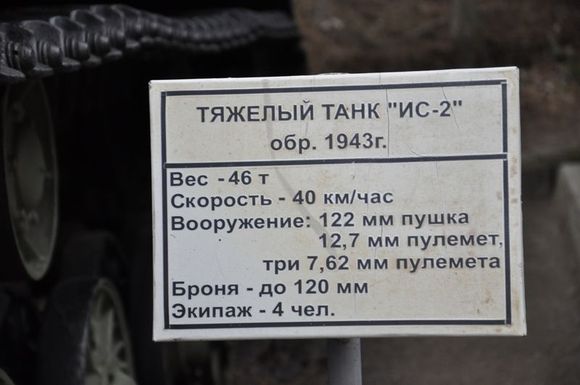 ТЯЖЕЛЫЙ ТАНК "ИС-2"
обр. 1943г.
Вес - 46 т
Скорость - 40 км/час
Вооружение: 122 мм пушка
12,7 мм пулемет,
три 7,62 мм пулемета
Броня - до 120 мм
Экипаж - 4 чел.